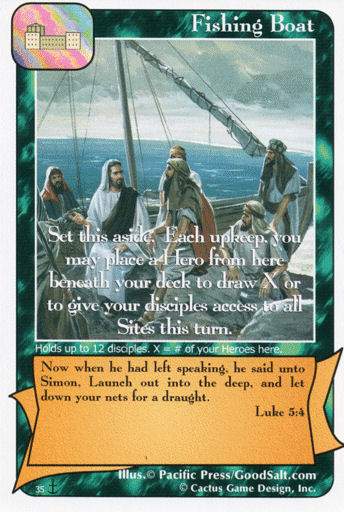 Fishing Boat
Set this aside. Each upkeep, you
may place a Hero from here
beneath your deck to draw X or
to give your disciples access to all
Sites this turn.
Holds up to 12 disciples. X = # of your Heroes here.
Now when he had left speaking, he said unto
Simon, Launch out into the deep, and let
down your nets for a draught.
Luke 5:4
Illus.© Pacific Press/GoodSalt.com
35 © Cactus Game Design, Inc.